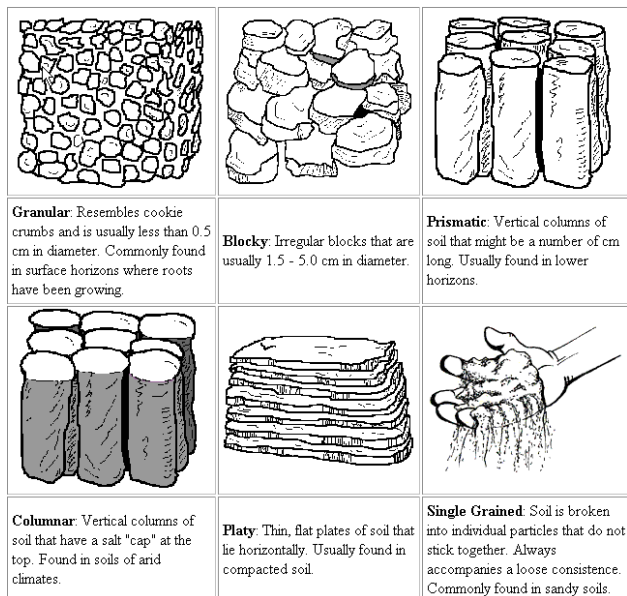 Granular: Resembles cookie
crumbs and is usually less than 0.5
cm in diameter. Commonly found
in surface horizons where roots
have been growing.
Blocky: Irregular blocks that are
usually 1.5 - 5.0 cm in diameter.
Prismatic: Vertical columns of
soil that might be a number of cm
long. Usually found in lower
horizons.
Columnar: Vertical columns of
soil that have a salt "cap" at the
top. Found in soils of arid
climates.
Platy: Thin, flat plates of soil that
lie horizontally. Usually found in
compacted soil.
Single Grained: Soil is broken
into individual particles that do not
stick together. Always
accompanies a loose consistence.
Commonly found in sandy soils.